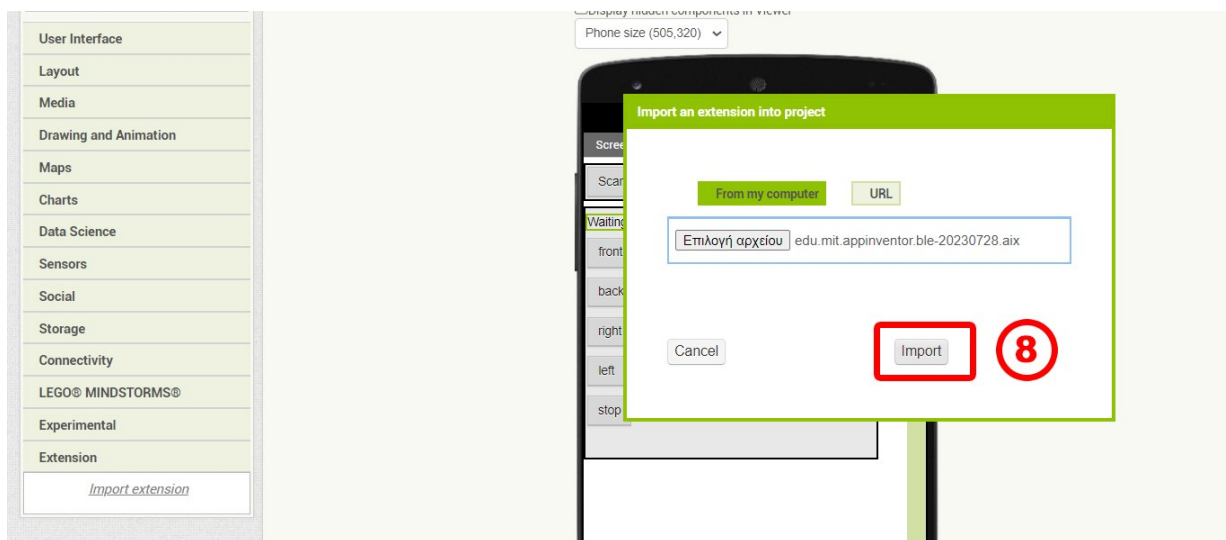 Display hidden components in Viewer
Phone size (505,320)
User Interface
Layout
Media
Drawing and Animation
Maps
Charts
Data Science
Sensors
Social
Storage
Connectivity
LEGO® MINDSTORMS®
Experimental
Extension
Import extension
Scree
Scan
Waiting
front
back
right
left
stop
Import an extension into project
From my computer URL
Επιλογή αρχείου edu.mit.appinventor.ble-20230728.aix
Cancel Import 8